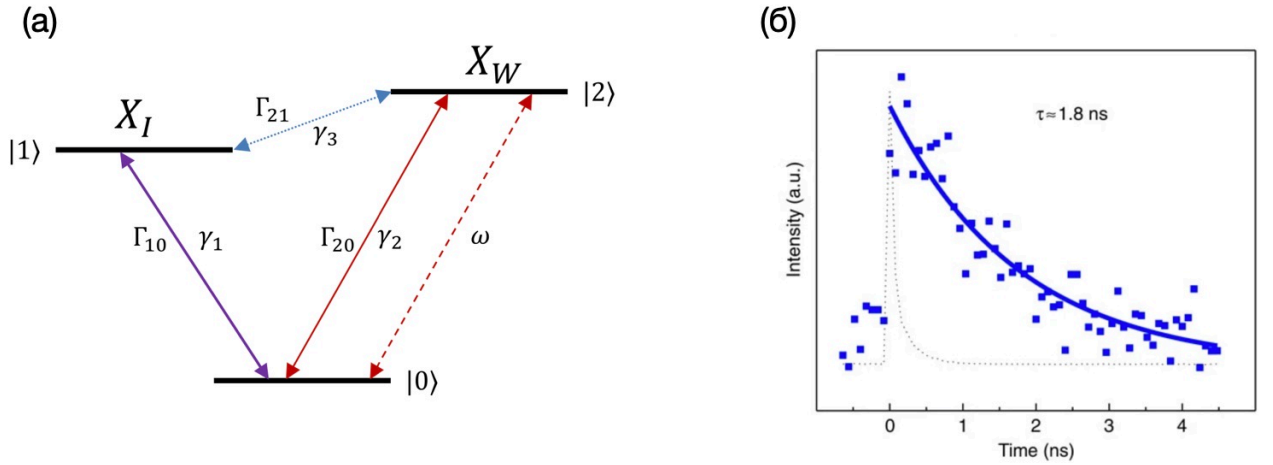 (а)
(б)
X_W
|2⟩
Γ₂₁
X_I
γ₃
|1⟩
Γ₁₀ γ₁ Γ₂₀ γ₂ ω
|0⟩
τ≈1.8 ns
Intensity (a.u.)
0 1 2 3 4
Time (ns)